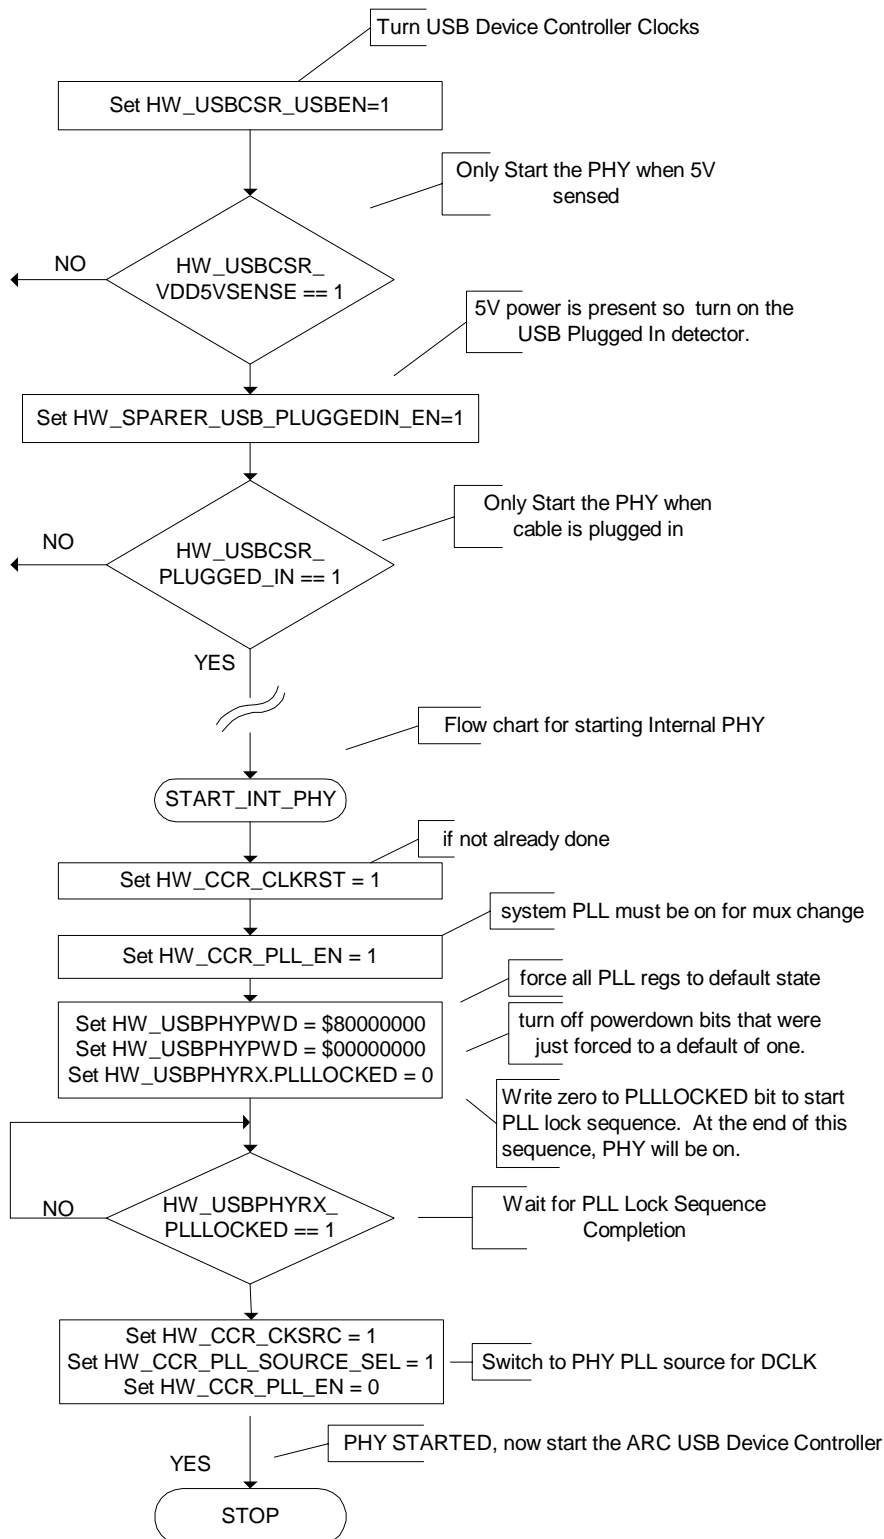 Turn USB Device Controller Clocks
Set HW_USBCSR_USBEN=1
Only Start the PHY when 5V
sensed
NO
HW_USBCSR_
VDD5VSENSE == 1
5V power is present so turn on the
USB Plugged In detector.
Set HW_SPARER_USB_PLUGGEDIN_EN=1
Only Start the PHY when
cable is plugged in
NO
HW_USBCSR_
PLUGGED_IN == 1
YES
Flow chart for starting Internal PHY
START_INT_PHY
if not already done
Set HW_CCR_CLKRST = 1
system PLL must be on for mux change
Set HW_CCR_PLL_EN = 1
force all PLL regs to default state
Set HW_USBPHYPWD = $80000000
Set HW_USBPHYPWD = $00000000
Set HW_USBPHYRX.PLLLOCKED = 0
turn off powerdown bits that were
just forced to a default of one.
Write zero to PLLLOCKED bit to start
PLL lock sequence. At the end of this
sequence, PHY will be on.
NO
HW_USBPHYRX_
PLLLOCKED == 1
Wait for PLL Lock Sequence
Completion
Set HW_CCR_CKSRC = 1
Set HW_CCR_PLL_SOURCE_SEL = 1
Set HW_CCR_PLL_EN = 0
Switch to PHY PLL source for DCLK
PHY STARTED, now start the ARC USB Device Controller
YES
STOP